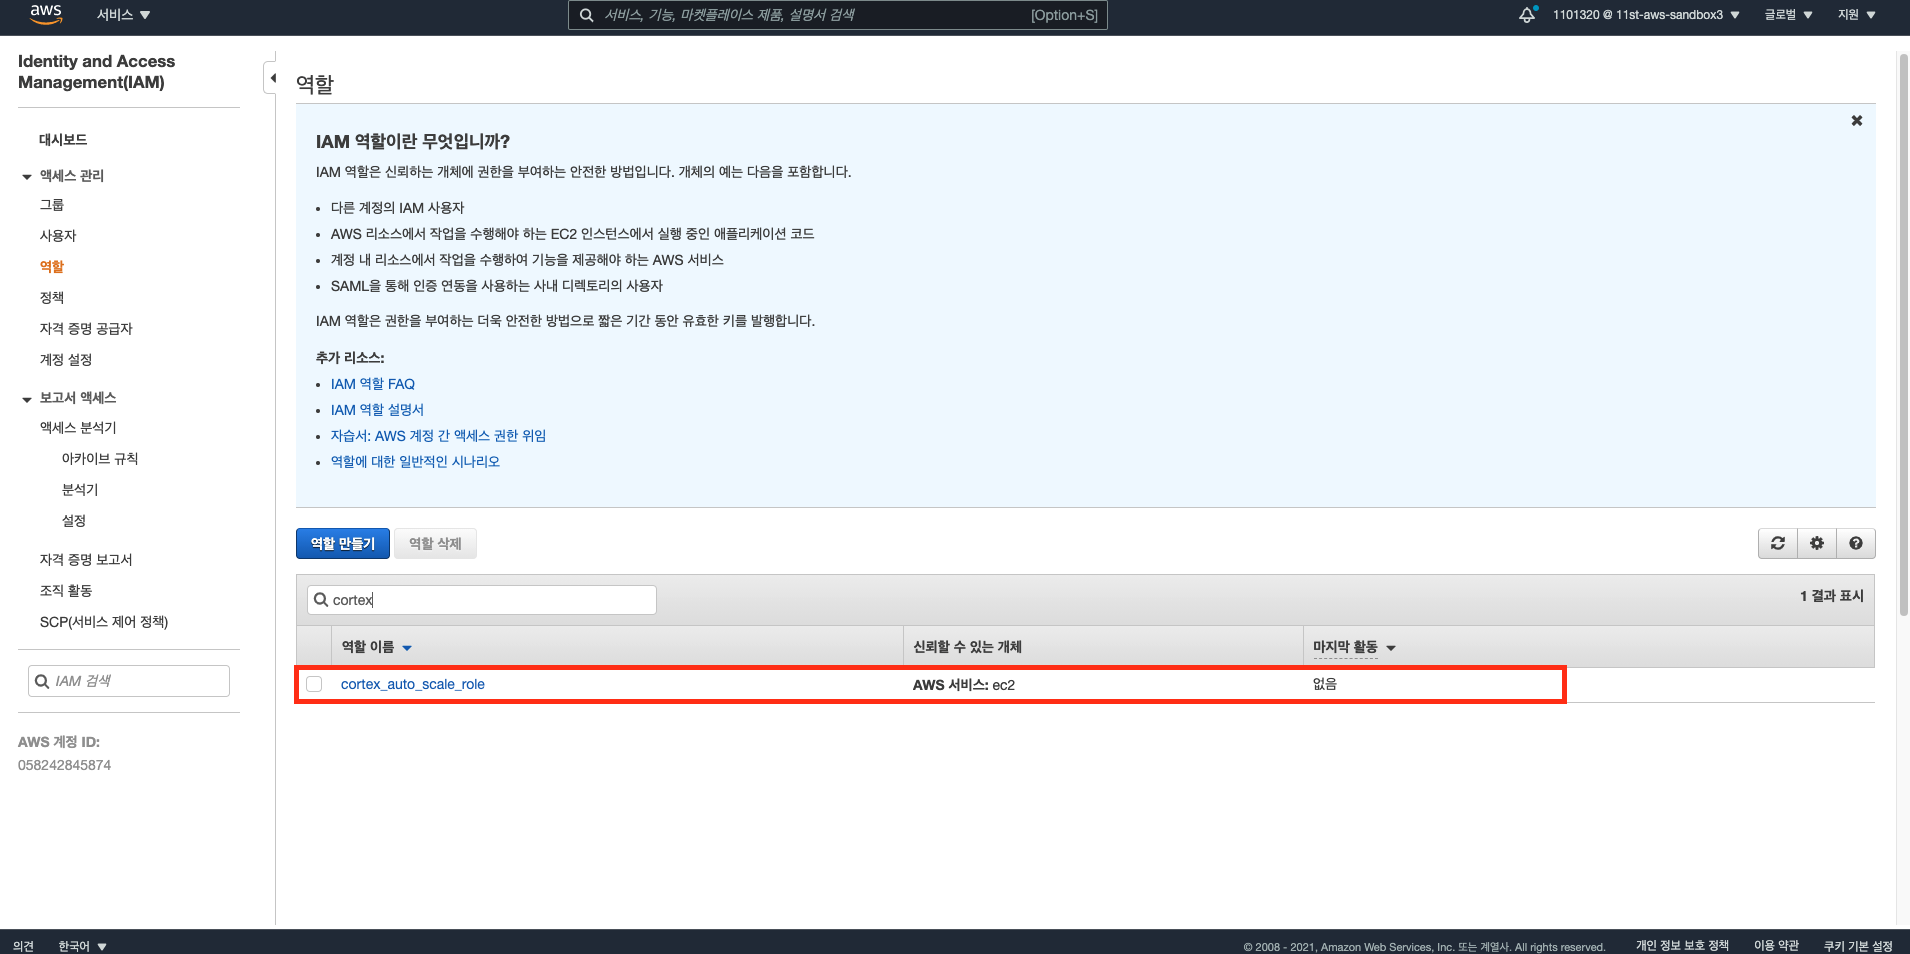 aws
서비스
서비스, 기능, 마켓플레이스 제품, 설명서 검색
[Option+S]
1101320 @ 11st-aws-sandbox3
글로벌
지원
Identity and Access
Management(IAM)
대시보드
액세스 관리
그룹
사용자
역할
정책
자격 증명 공급자
계정 설정
보고서 액세스
액세스 분석기
아카이브 규칙
분석기
설정
자격 증명 보고서
조직 활동
SCP(서비스 제어 정책)
IAM 검색
AWS 계정 ID:
058242845874
역할
IAM 역할이란 무엇입니까?
IAM 역할은 신뢰하는 개체에 권한을 부여하는 안전한 방법입니다. 개체의 예는 다음을 포함합니다.
• 다른 계정의 IAM 사용자
• AWS 리소스에서 작업을 수행해야 하는 EC2 인스턴스에서 실행 중인 애플리케이션 코드
• 계정 내 리소스에서 작업을 수행하여 기능을 제공해야 하는 AWS 서비스
• SAML을 통해 인증 연동을 사용하는 사내 디렉토리의 사용자
IAM 역할은 권한을 부여하는 더욱 안전한 방법으로 짧은 기간 동안 유효한 키를 발행합니다.
추가 리소스:
• IAM 역할 FAQ
• IAM 역할 설명서
• 자습서: AWS 계정 간 액세스 권한 위임
• 역할에 대한 일반적인 시나리오
역할 만들기
역할 삭제
cortex
1 결과 표시
역할 이름
신뢰할 수 있는 개체
마지막 활동
cortex_auto_scale_role
AWS 서비스: ec2
없음
의견
한국어
© 2008 - 2021, Amazon Web Services, Inc. 또는 계열사. All rights reserved.
개인 정보 보호 정책
이용 약관
쿠키 기본 설정